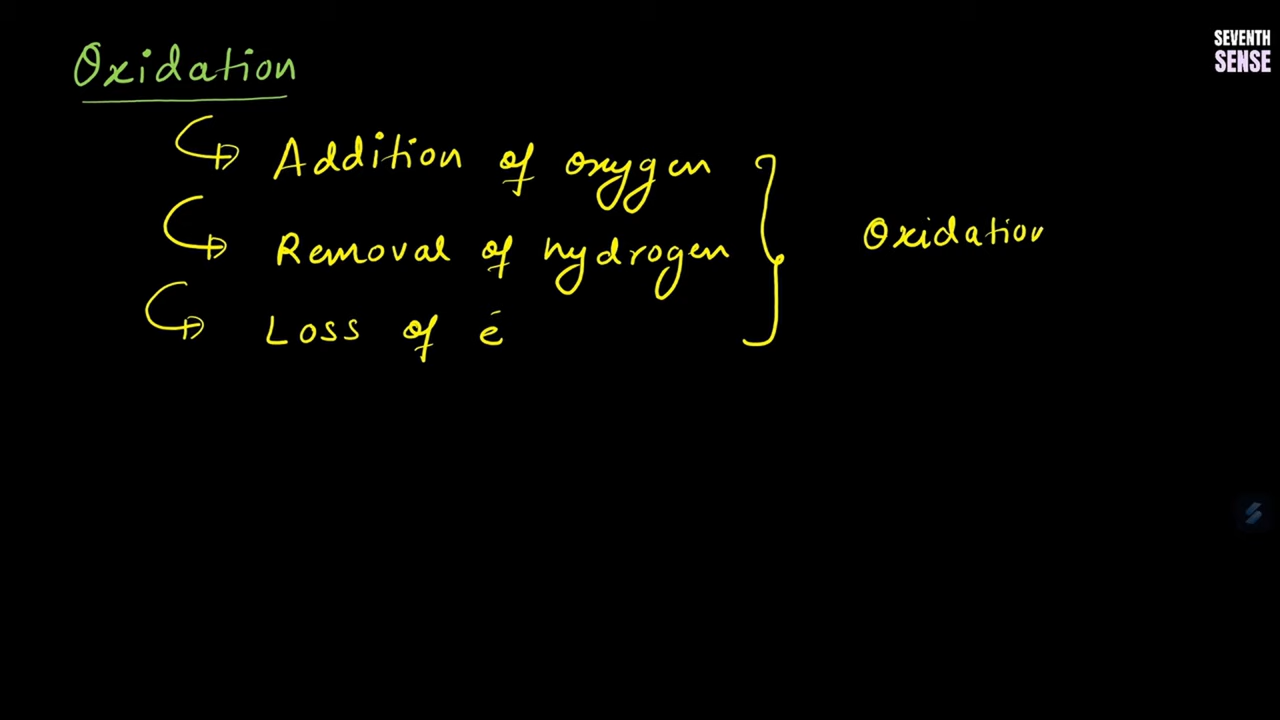 Oxidation
SEVENTH
SENSE
Addition of oxygen
Removal of hydrogen
Loss of é
Oxidation